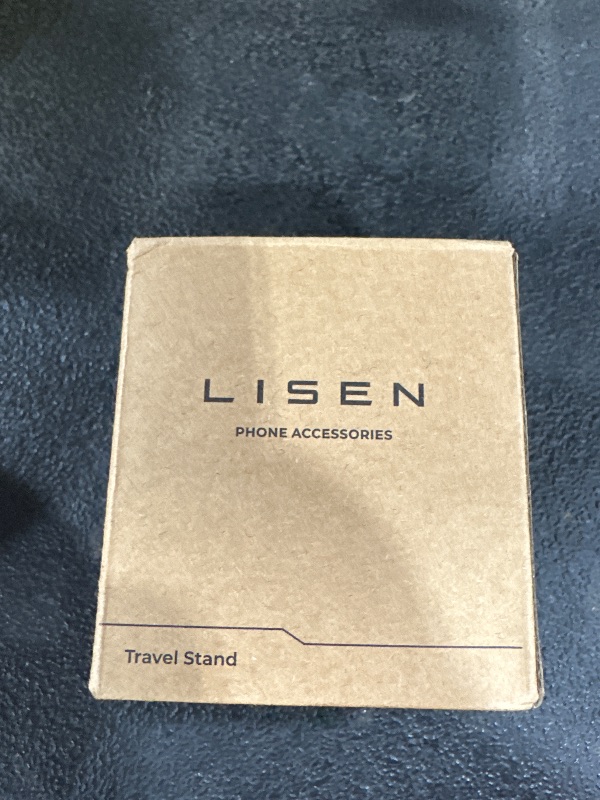 LISEN
PHONE ACCESSORIES
Travel Stand